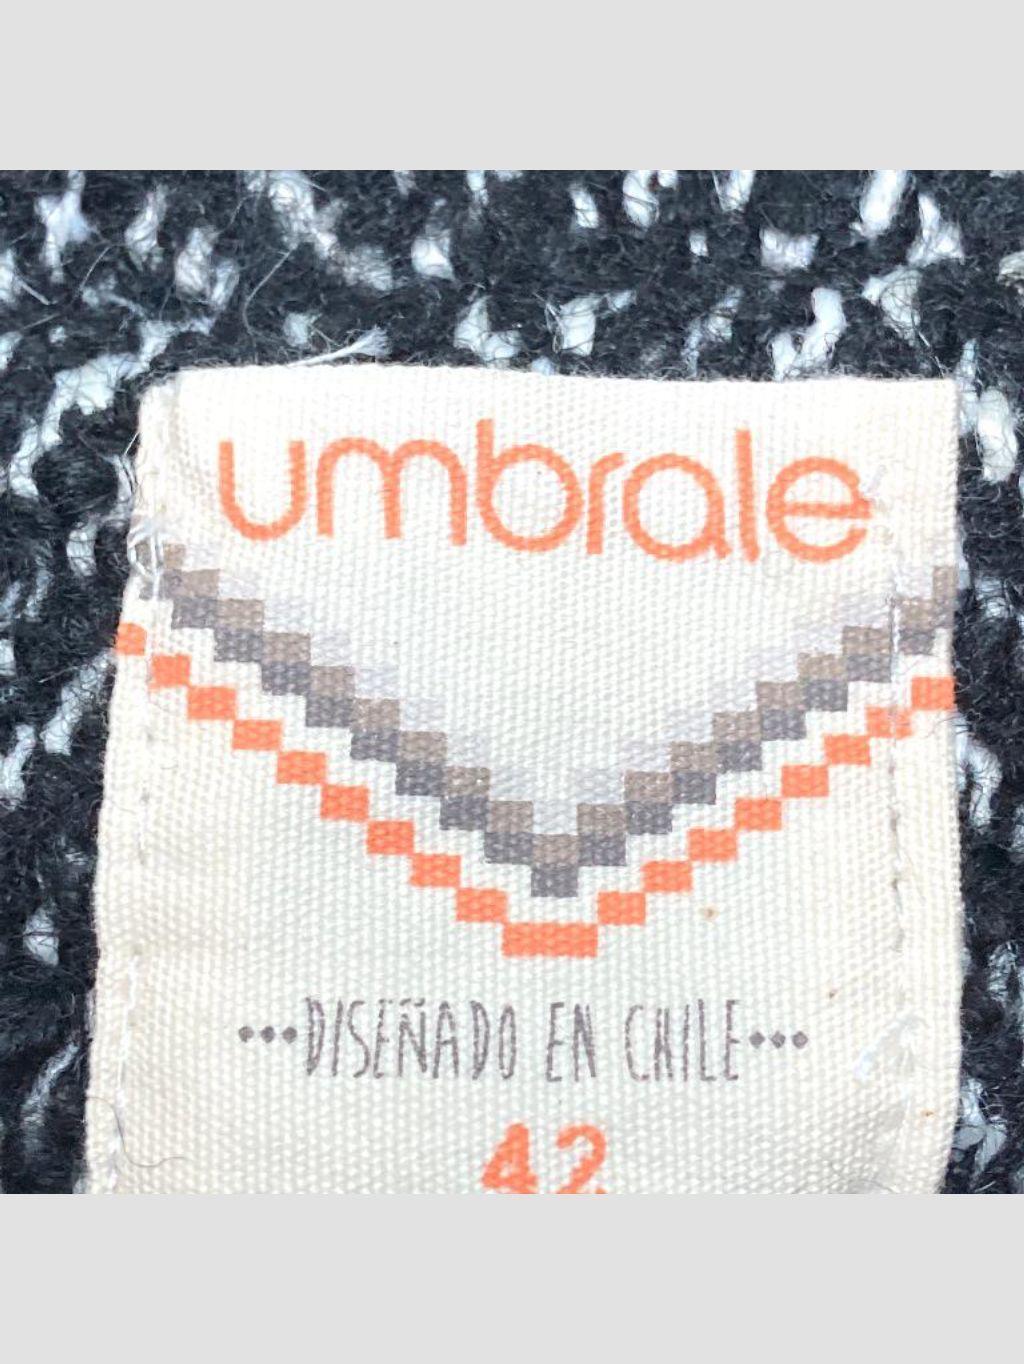 umbrale
•••DISEÑADO EN CHILE•••
42